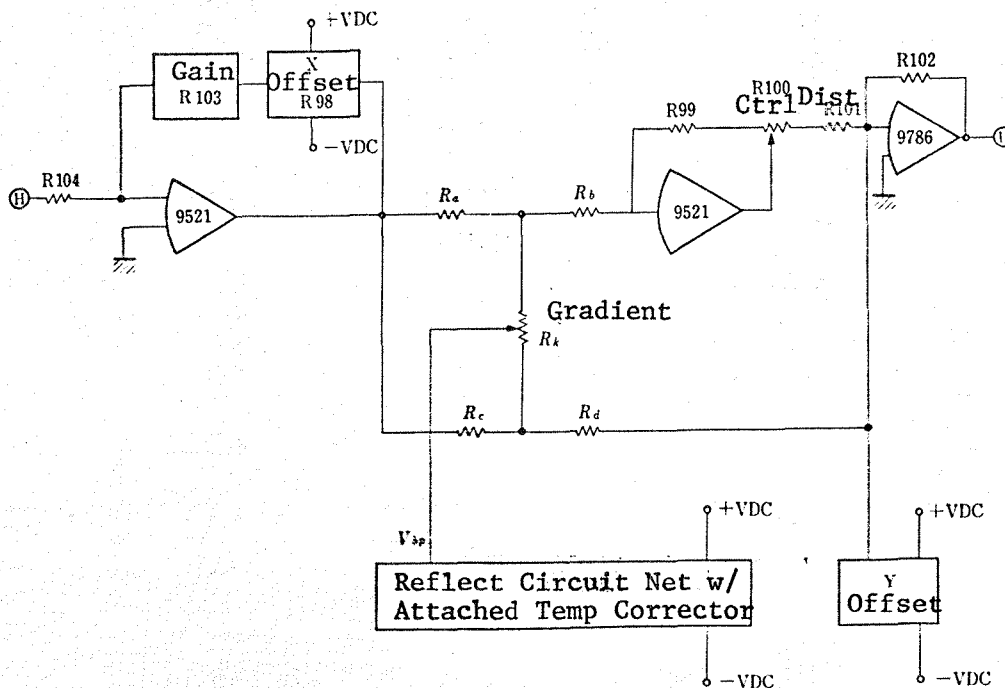 +VDC
Gain
R 103
X
Offset
R 98
−VDC
H
R104
9521
Ra
Rb
R99
R100
Ctrl Dist
R101
9521
R102
9786
I
Gradient
Rk
Rc
Rd
Vbp
+VDC
Reflect Circuit Net w/
Attached Temp Corrector
−VDC
+VDC
Y
Offset
−VDC